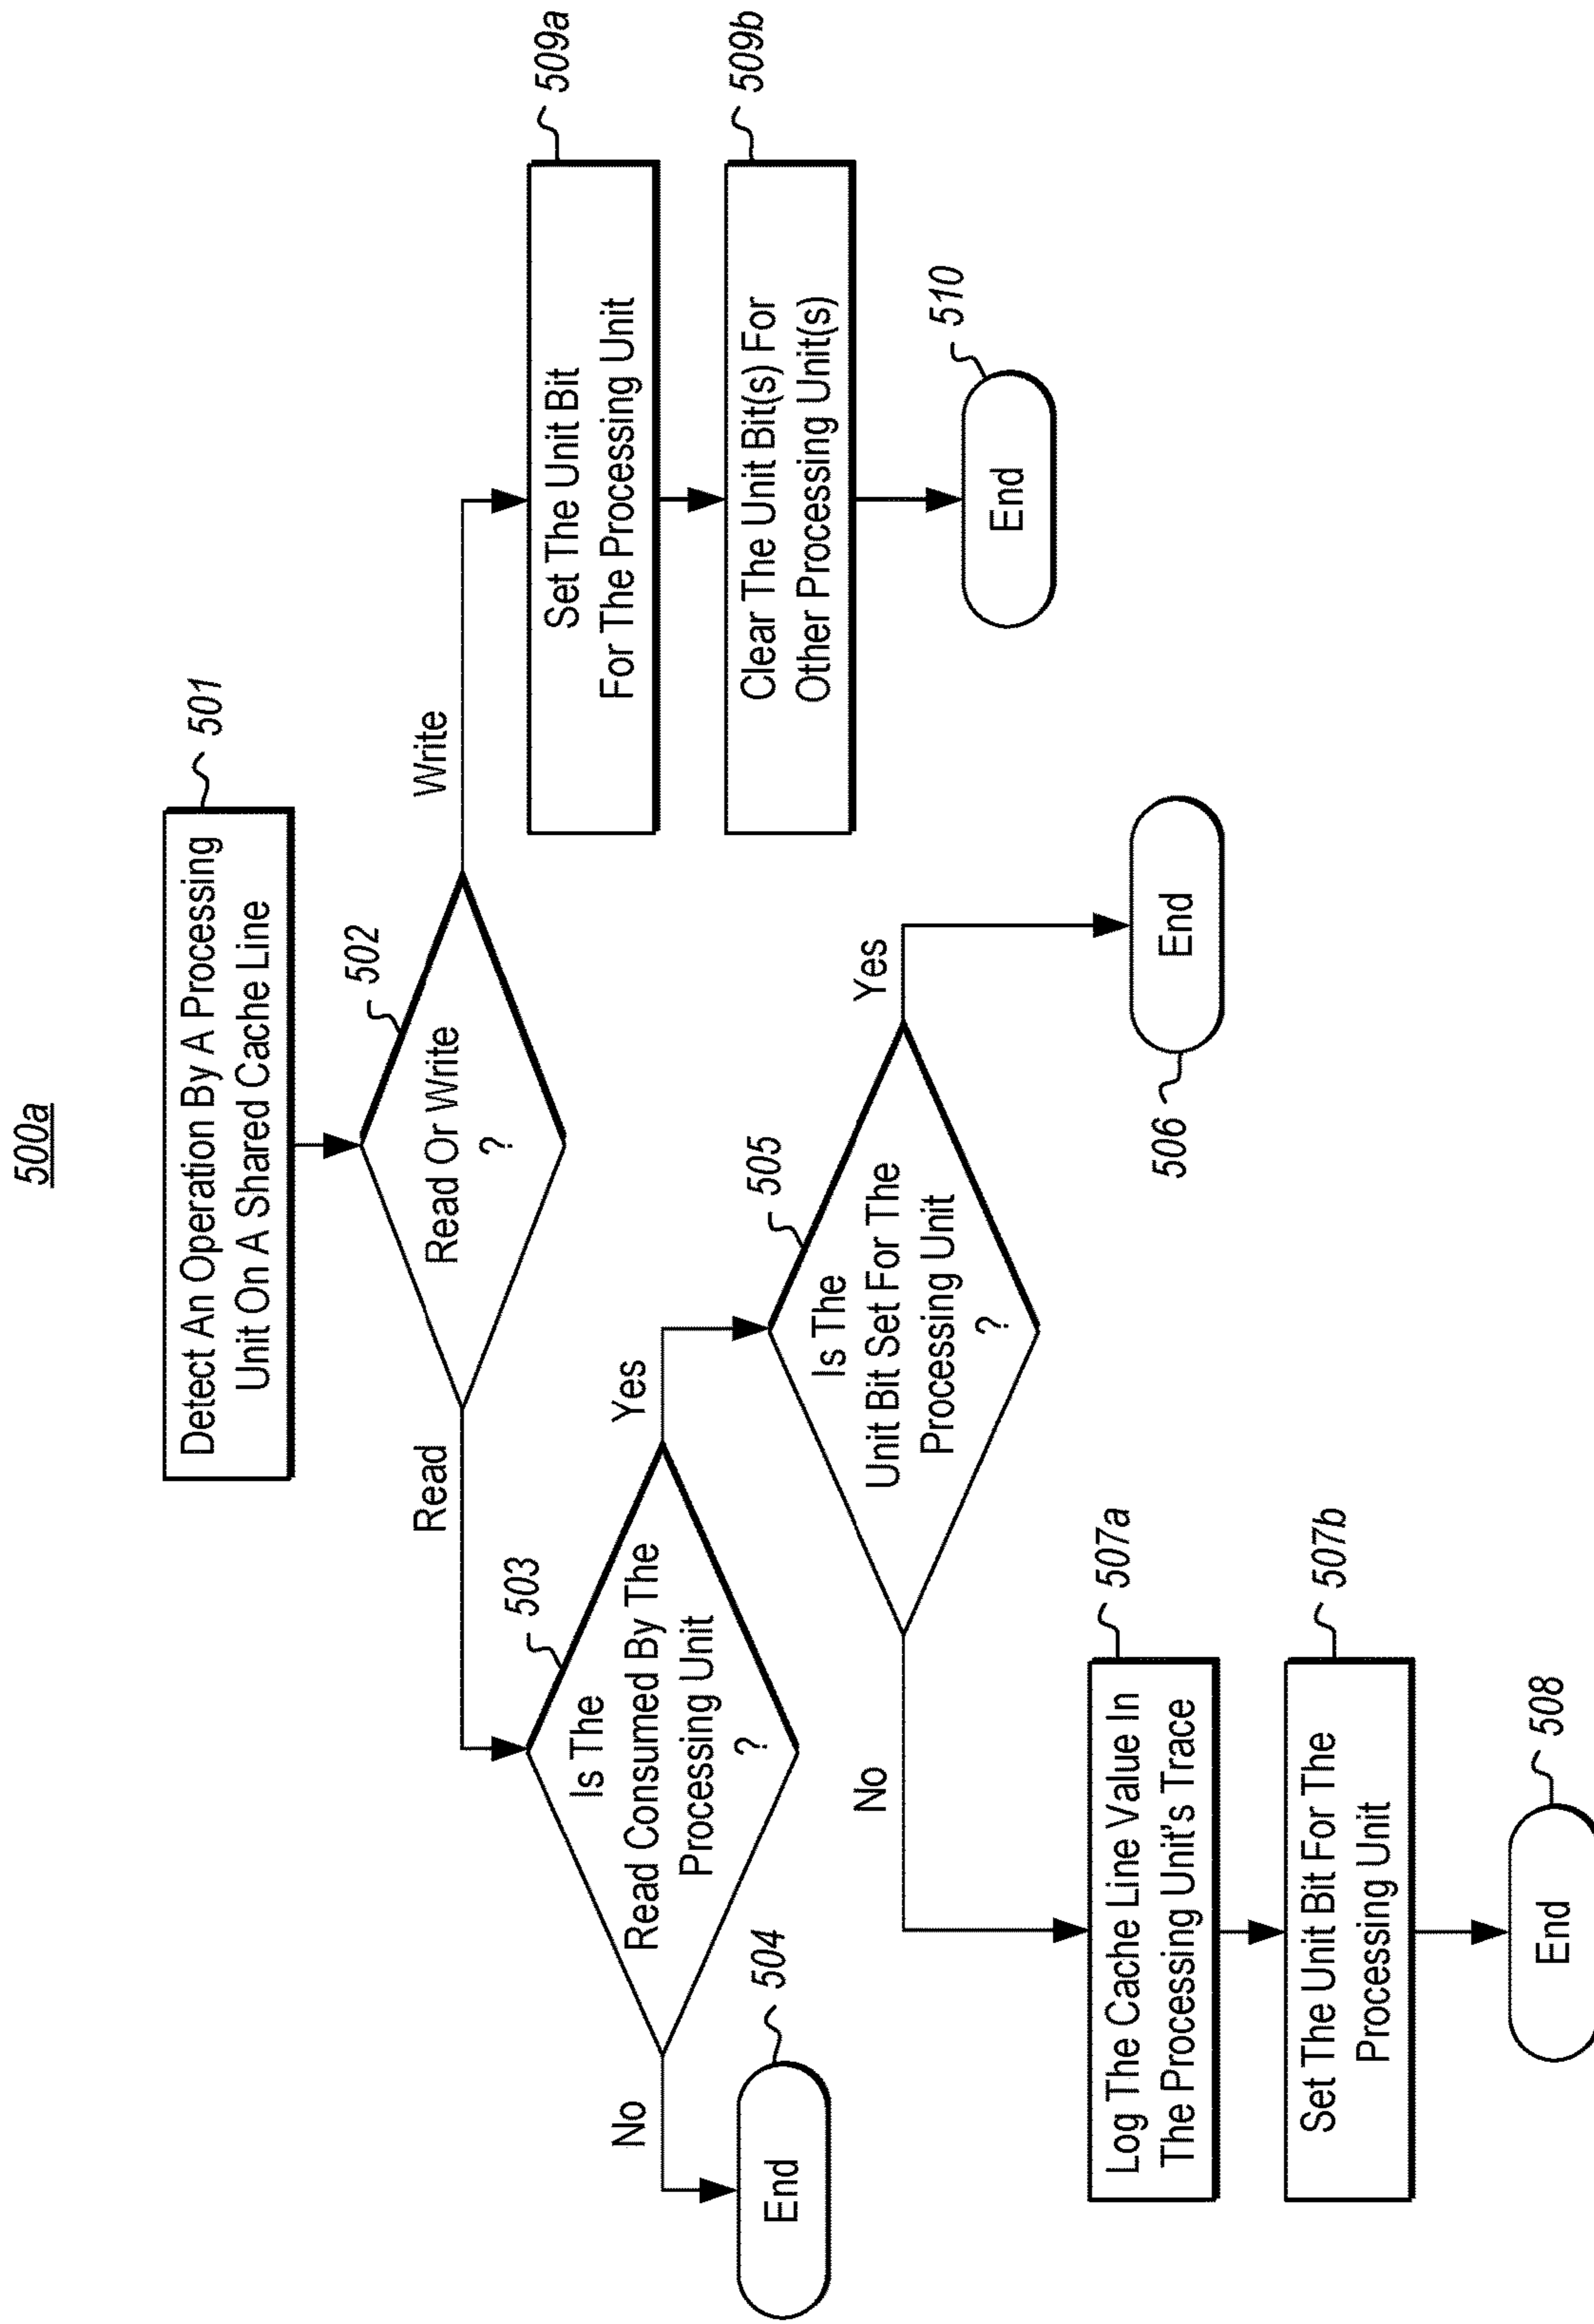 500a
Detect An Operation By A Processing
Unit On A Shared Cache Line
501
Read Or Write
?
502
Read
Write
Is The
Read Consumed By The
Processing Unit
?
503
No
Yes
End
504
Is The
Unit Bit Set For The
Processing Unit
?
505
No
Yes
End
506
Log The Cache Line Value In
The Processing Unit's Trace
507a
Set The Unit Bit For The
Processing Unit
507b
End
508
Set The Unit Bit
For The Processing Unit
509a
Clear The Unit Bit(s) For
Other Processing Unit(s)
509b
End
510